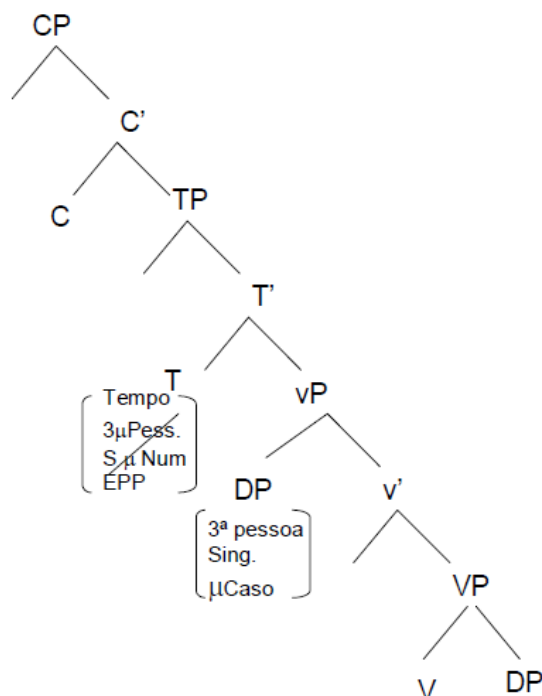 CP
C’
C
TP
T’
T
vP
Tempo
3µPess.
S µ Num
EPP
DP
v’
3ª pessoa
Sing.
µCaso
VP
V
DP